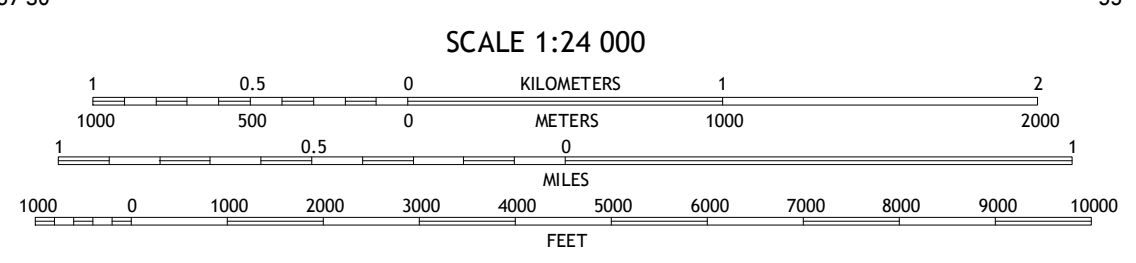 SCALE 1:24 000
1 0.5 0 KILOMETERS 1 2
1000 500 0 METERS 1000 2000
1 0.5 0 1
MILES
1000 0 1000 2000 3000 4000 5000 6000 7000 8000 9000 10000
FEET